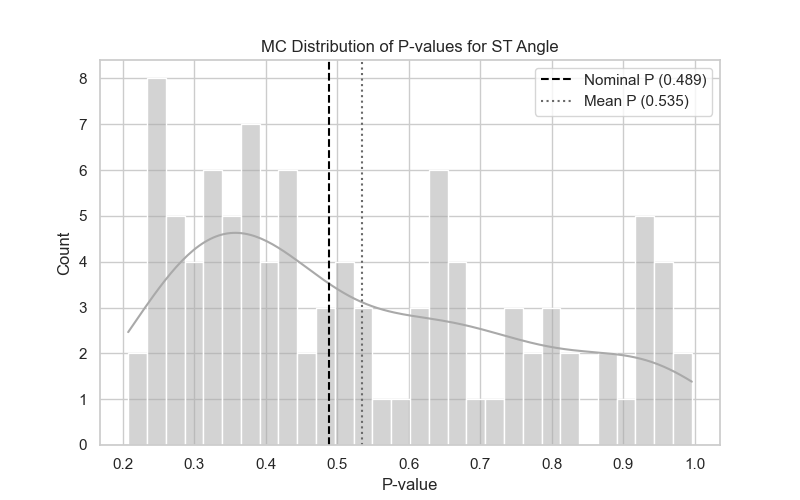 MC Distribution of P-values for ST Angle
Nominal P (0.489)
Mean P (0.535)
Count
8
7
6
5
4
3
2
1
0
0.2 0.3 0.4 0.5 0.6 0.7 0.8 0.9 1.0
P-value